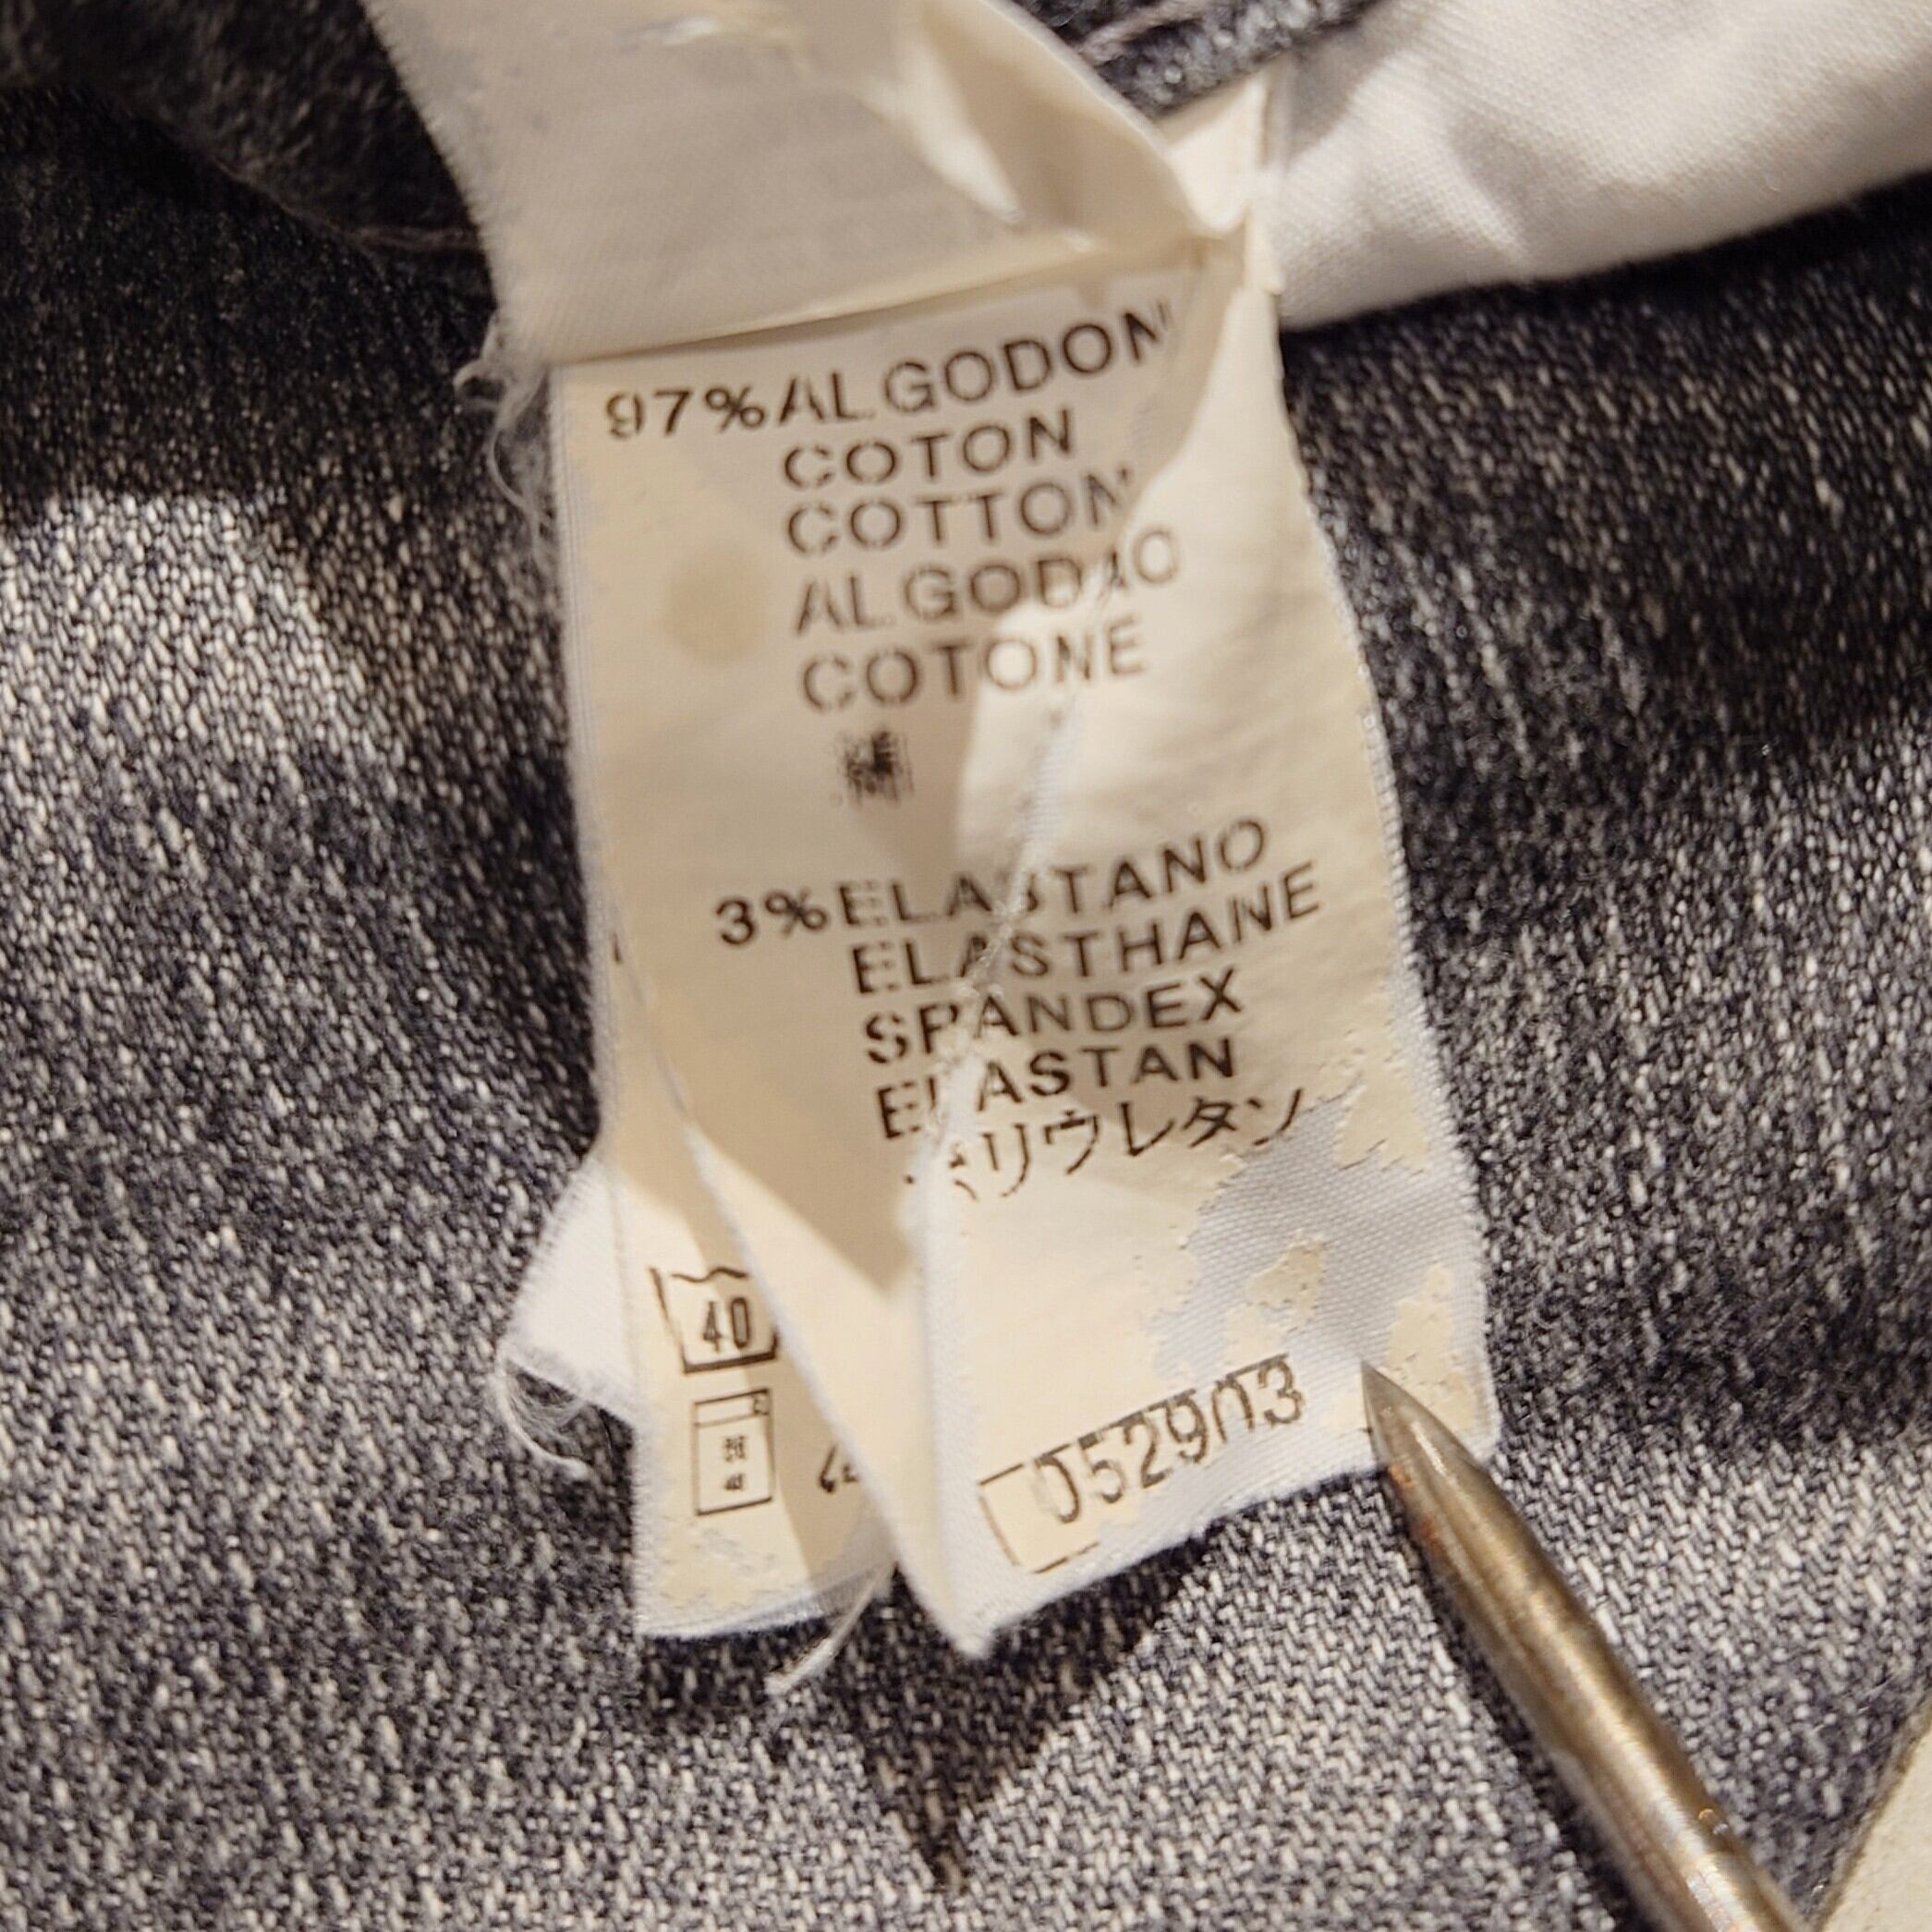 97%ALGODON
COTON
COTTON
ALGODAO
COTONE
綿
3%ELASTANO
ELASTHANE
SPANDEX
ELASTAN
ポリウレタン
40
052903